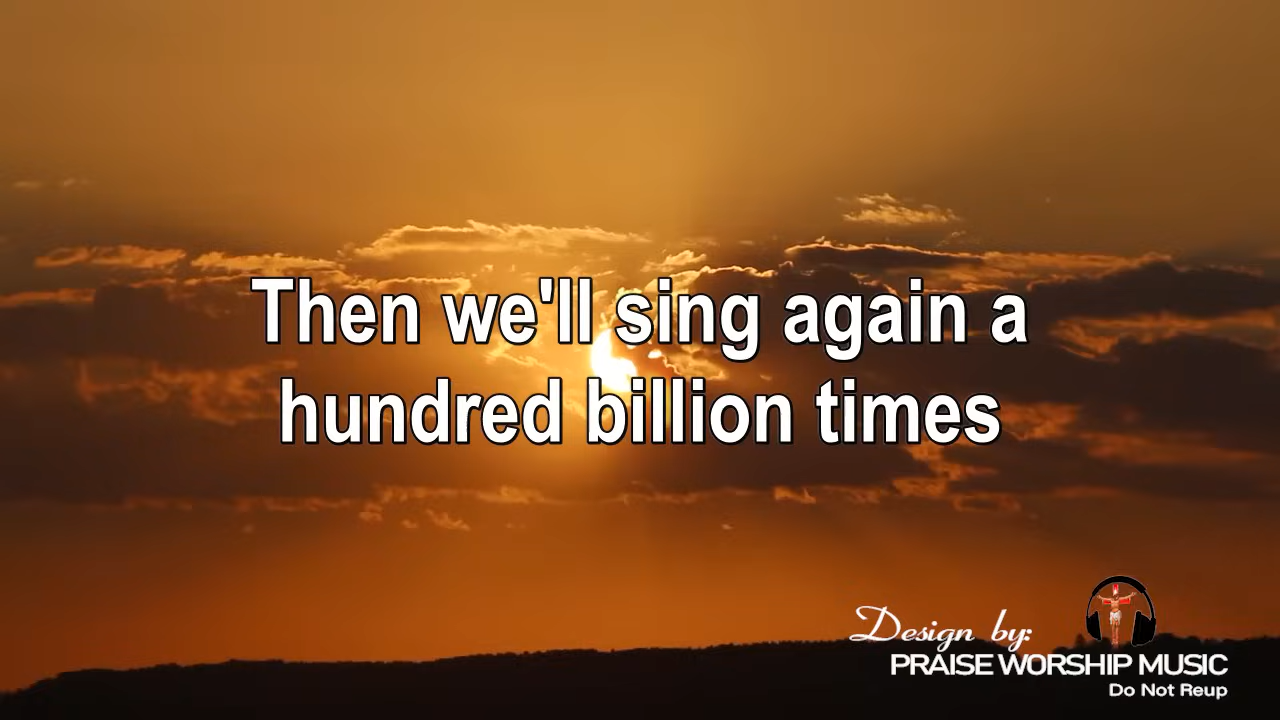 Then we'll sing again a
hundred billion times
Design by:
PRAISE WORSHIP MUSIC
Do Not Reup